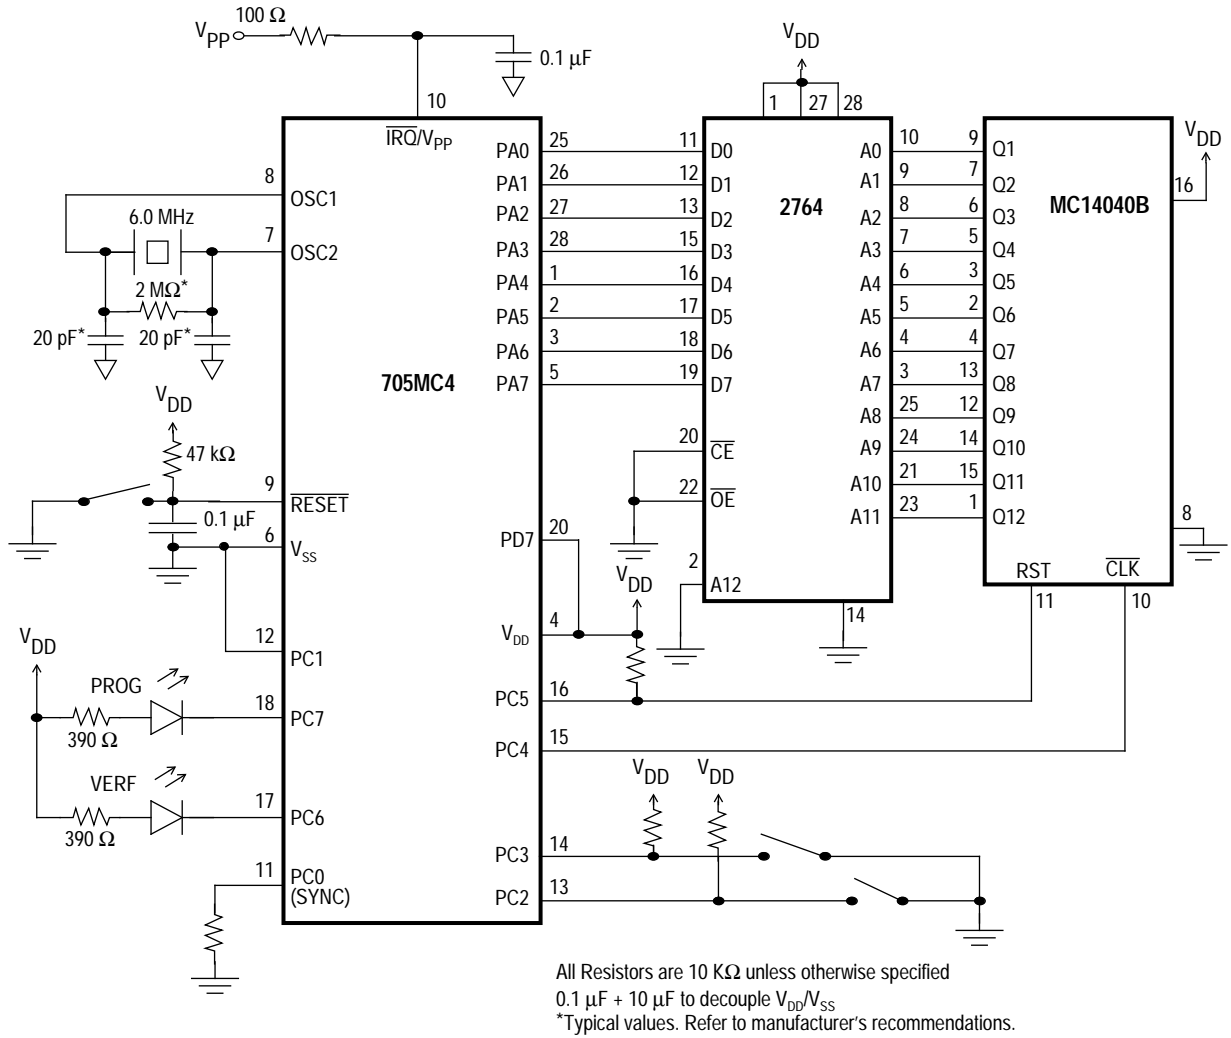 100 Ω
VPP
0.1 µF
VDD
10
IRQ/VPP
1 27 28
705MC4
2764
MC14040B
8 OSC1
6.0 MHz
7 OSC2
2 MΩ*
20 pF* 20 pF*
VDD
47 kΩ
9 RESET
0.1 µF
6 VSS
12 PC1
VDD
PROG
390 Ω
18 PC7
VERF
390 Ω
17 PC6
11 PC0
(SYNC)
PA0 25 11 D0
PA1 26 12 D1
PA2 27 13 D2
PA3 28 15 D3
PA4 1 16 D4
PA5 2 17 D5
PA6 3 18 D6
PA7 5 19 D7
20 CE
22 OE
2 A12
14
PD7 20
VDD
VDD 4
PC5 16
PC4 15
VDD VDD
PC3 14
PC2 13
A0 10 9 Q1
A1 9 7 Q2
A2 8 6 Q3
A3 7 5 Q4
A4 6 3 Q5
A5 5 2 Q6
A6 4 4 Q7
A7 3 13 Q8
A8 25 12 Q9
A9 24 14 Q10
A10 21 15 Q11
A11 23 1 Q12
VDD
16
8
RST CLK
11 10
All Resistors are 10 KΩ unless otherwise specified
0.1 µF + 10 µF to decouple VDD/VSS
*Typical values. Refer to manufacturer's recommendations.